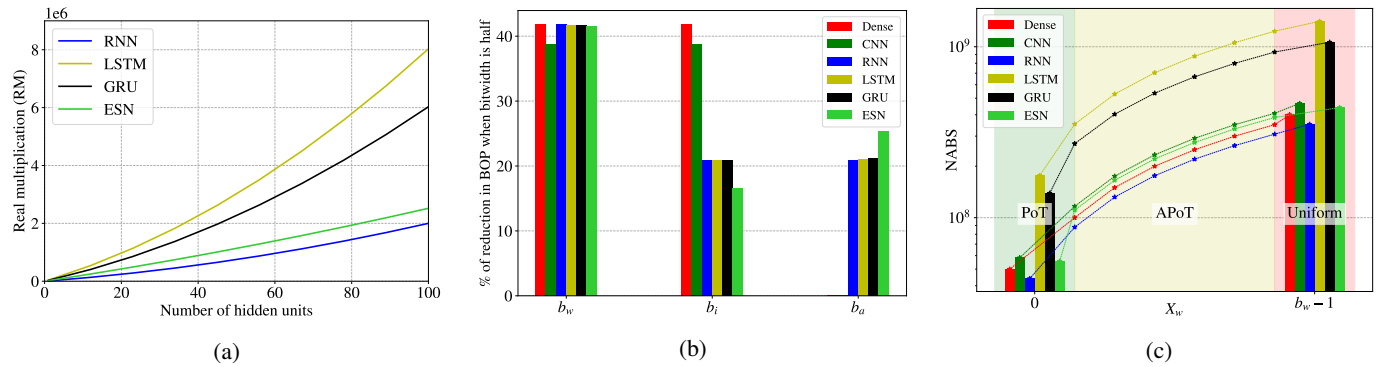 1e6
Real multiplication (RM)
8
6
4
2
0
RNN
LSTM
GRU
ESN
0 20 40 60 80 100
Number of hidden units
(a)
% of reduction in BOP when bitwidth is half
40
30
20
10
0
Dense
CNN
RNN
LSTM
GRU
ESN
b_w b_i b_a
(b)
NABS
10^9
10^8
Dense
CNN
RNN
LSTM
GRU
ESN
PoT APoT Uniform
0 X_w b_w − 1
(c)